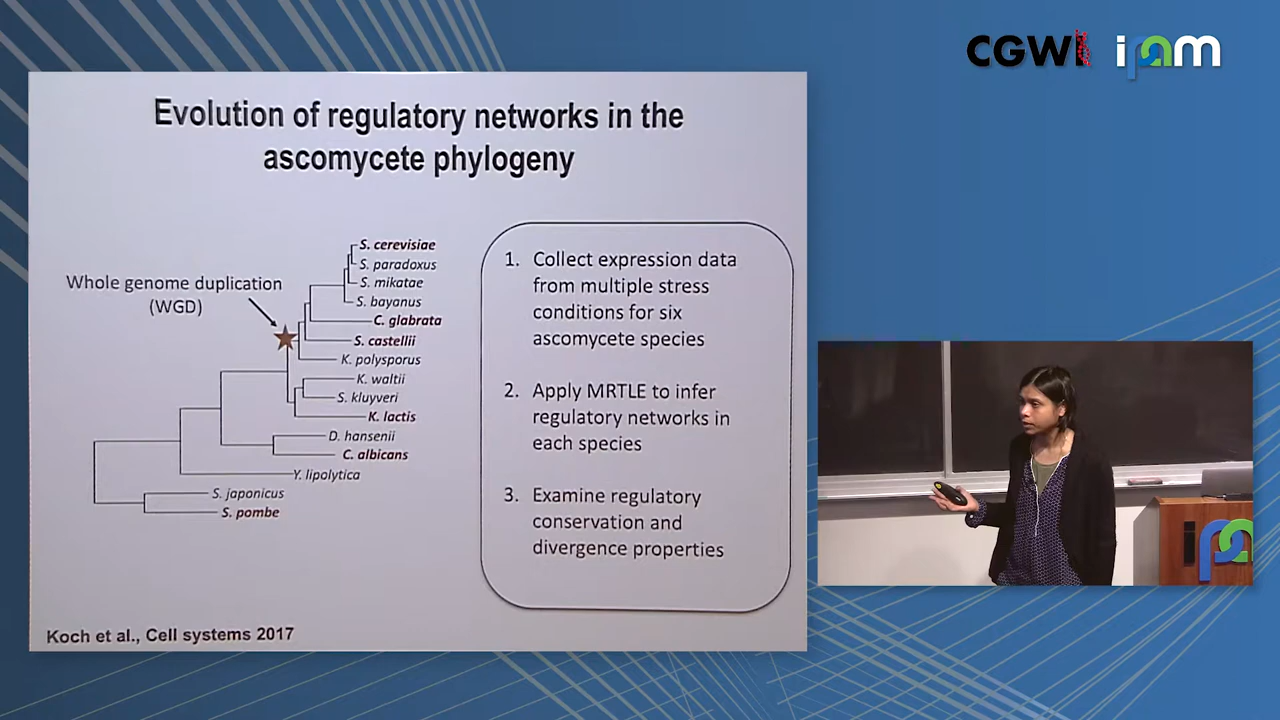 CGWI
ipam
Evolution of regulatory networks in the
ascomycete phylogeny
Whole genome duplication
(WGD)
S. cerevisiae
S. paradoxus
S. mikatae
S. bayanus
C. glabrata
S. castellii
K. polysporus
K. waltii
S. kluyveri
K. lactis
D. hansenii
C. albicans
Y. lipolytica
S. japonicus
S. pombe
1. Collect expression data
from multiple stress
conditions for six
ascomycete species
2. Apply MRTLE to infer
regulatory networks in
each species
3. Examine regulatory
conservation and
divergence properties
Koch et al., Cell systems 2017